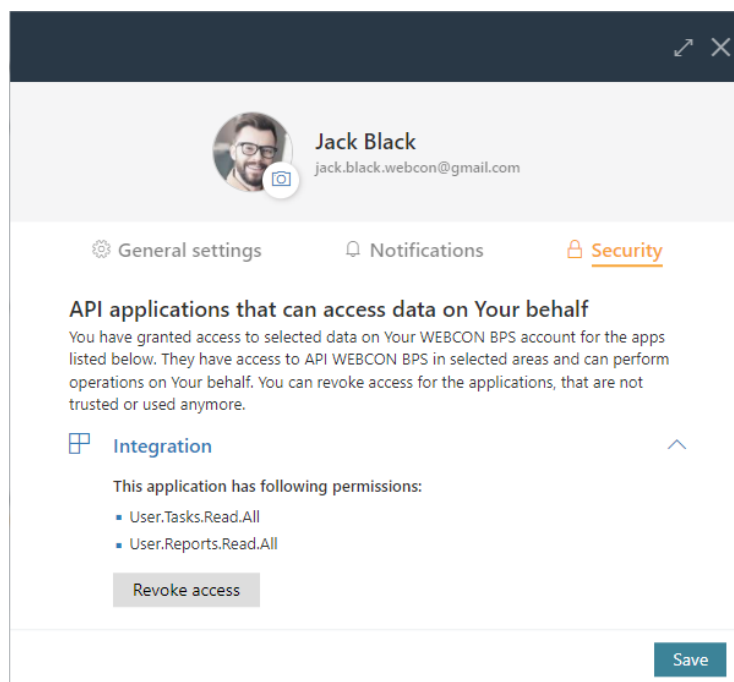 Jack Black
jack.black.webcon@gmail.com
General settings
Notifications
Security
API applications that can access data on Your behalf
You have granted access to selected data on Your WEBCON BPS account for the apps
listed below. They have access to API WEBCON BPS in selected areas and can perform
operations on Your behalf. You can revoke access for the applications, that are not
trusted or used anymore.
Integration
This application has following permissions:
User.Tasks.Read.All
User.Reports.Read.All
Revoke access
Save